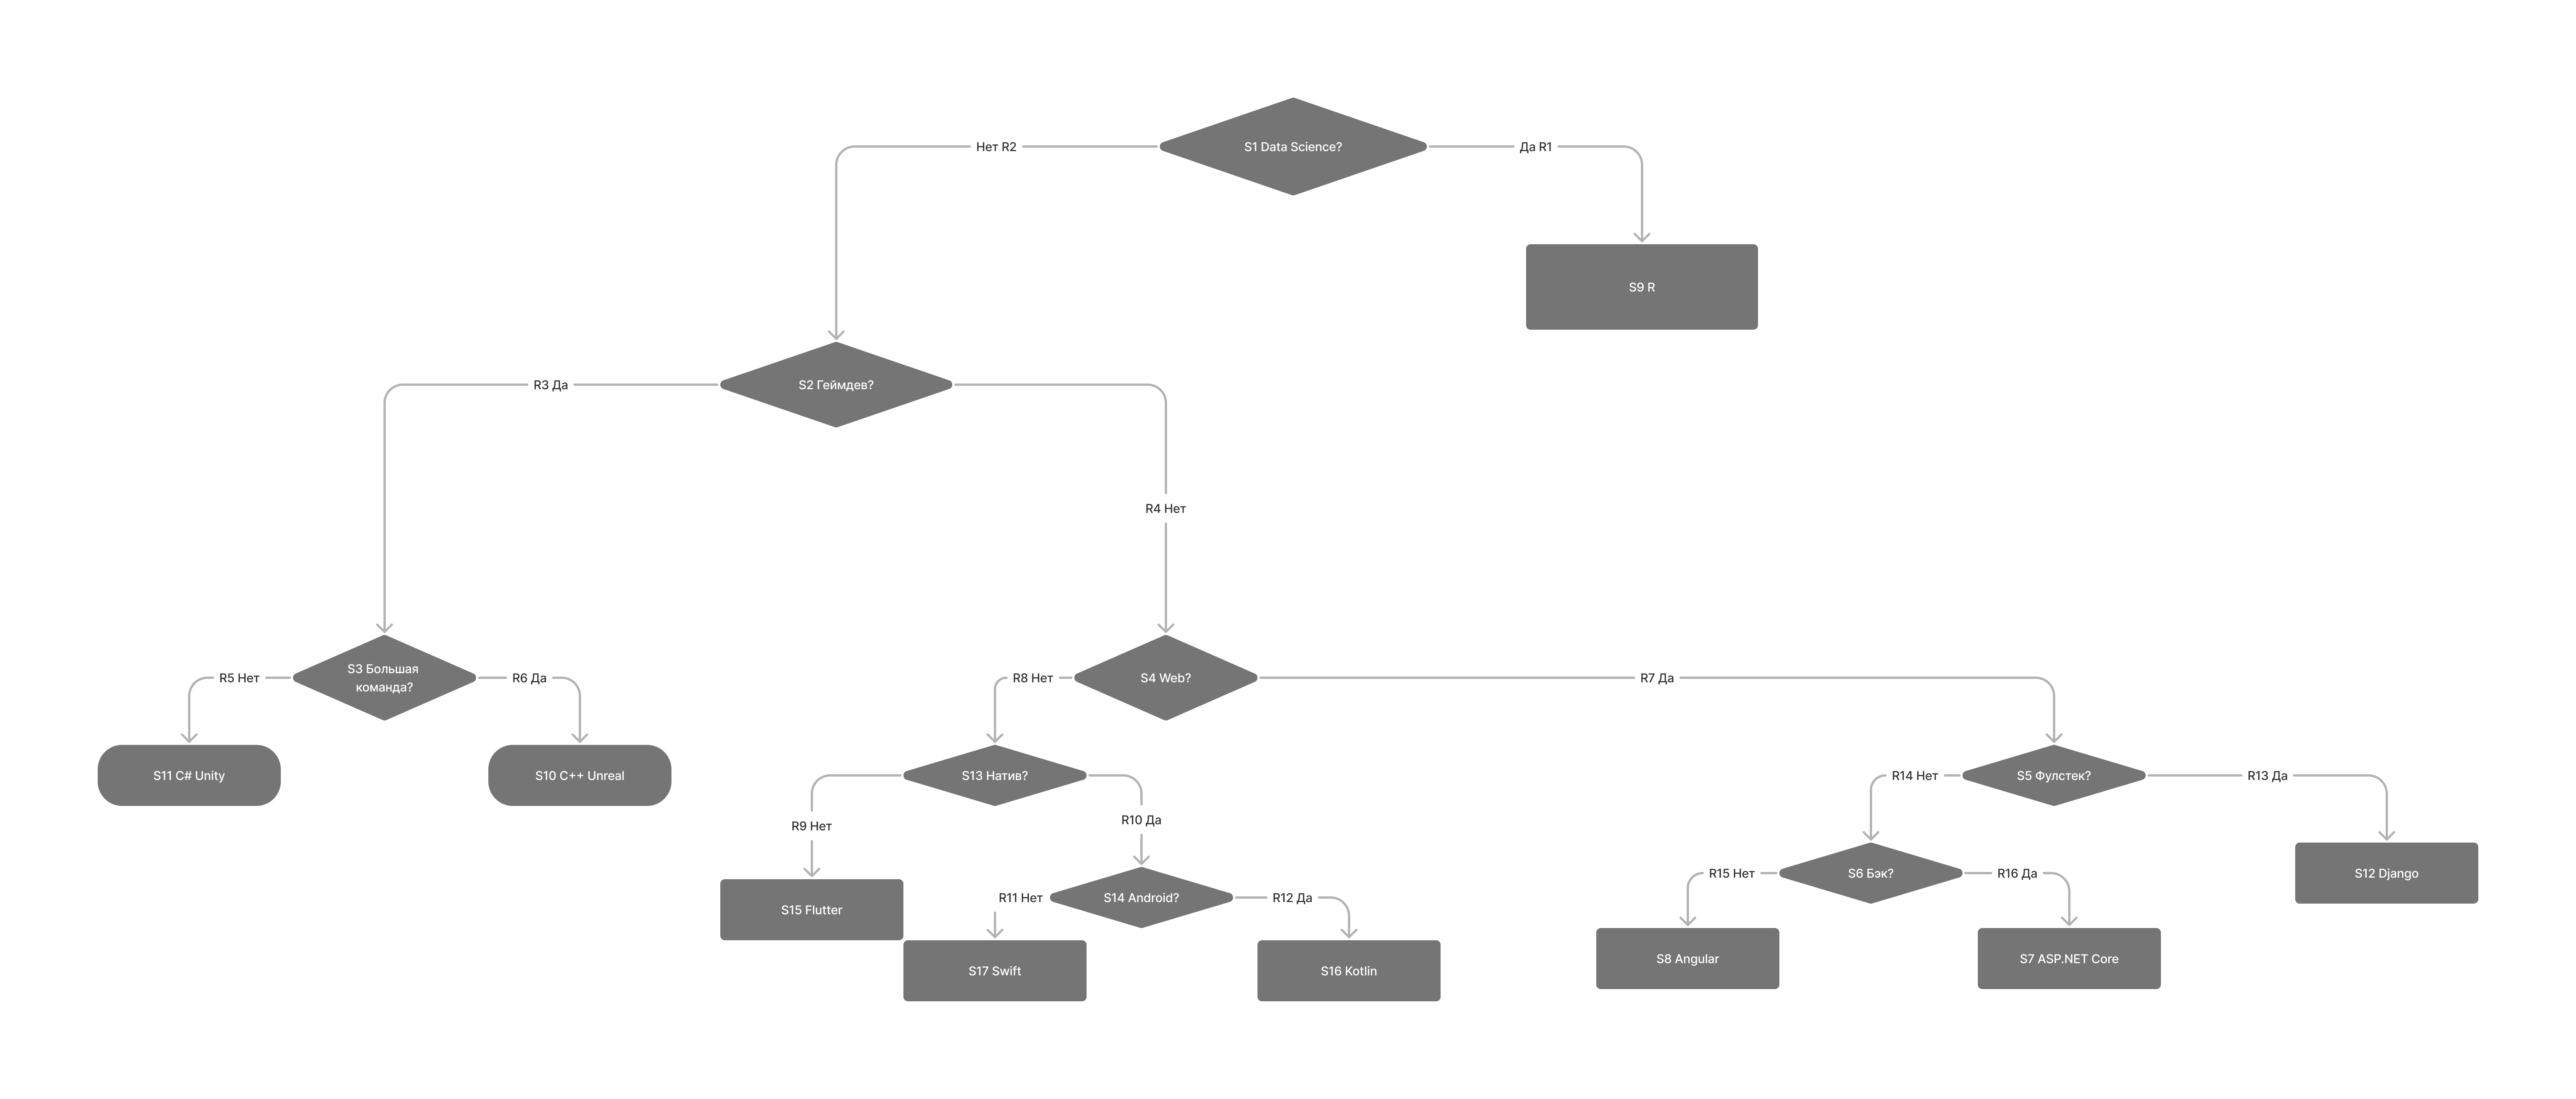 S1 Data Science?
Нет R2
Да R1
S9 R
S2 Геймдев?
R3 Да
R4 Нет
S3 Большая
команда?
R5 Нет
R6 Да
S11 C# Unity
S10 C++ Unreal
S4 Web?
R8 Нет
R7 Да
S13 Натив?
R9 Нет
R10 Да
S15 Flutter
S14 Android?
R11 Нет
R12 Да
S17 Swift
S16 Kotlin
S5 Фулстек?
R14 Нет
R13 Да
S6 Бэк?
S12 Django
R15 Нет
R16 Да
S8 Angular
S7 ASP.NET Core